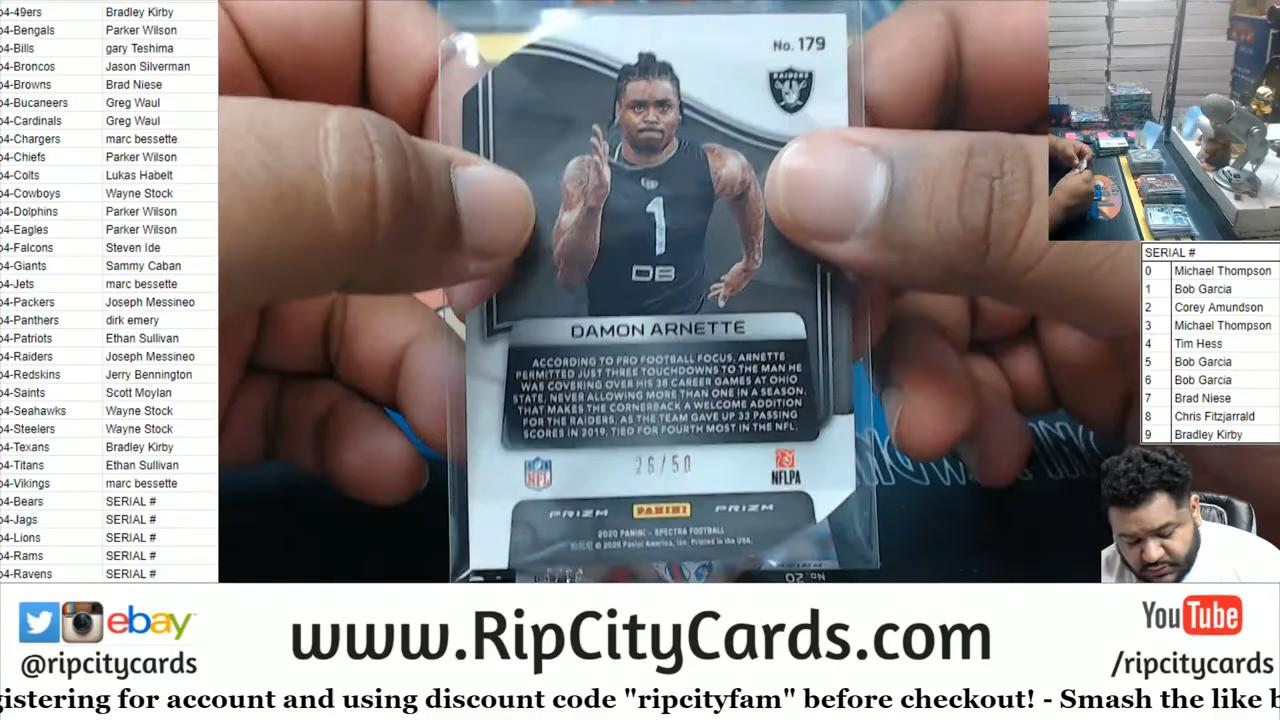 o4-49ers Bradley Kirby
o4-Bengals Parker Wilson
o4-Bills gary Teshima
o4-Broncos Jason Silverman
o4-Browns Brad Niese
o4-Bucaneers Greg Waul
o4-Cardinals Greg Waul
o4-Chargers marc bessette
o4-Chiefs Parker Wilson
o4-Colts Lukas Habelt
o4-Cowboys Wayne Stock
o4-Dolphins Parker Wilson
o4-Eagles Parker Wilson
o4-Falcons Steven Ide
o4-Giants Sammy Caban
o4-Jets marc bessette
o4-Packers Joseph Messineo
o4-Panthers dirk emery
o4-Patriots Ethan Sullivan
o4-Raiders Joseph Messineo
o4-Redskins Jerry Bennington
o4-Saints Scott Moylan
o4-Seahawks Wayne Stock
o4-Steelers Wayne Stock
o4-Texans Bradley Kirby
o4-Titans Ethan Sullivan
o4-Vikings marc bessette
o4-Bears SERIAL #
o4-Jags SERIAL #
o4-Lions SERIAL #
o4-Rams SERIAL #
o4-Ravens SERIAL #
No. 179
RAIDERS
1
DB
DAMON ARNETTE
ACCORDING TO PRO FOOTBALL FOCUS, ARNETTE
PERMITTED JUST THREE TOUCHDOWNS TO THE MAN HE
WAS COVERING OVER HIS 38 CAREER GAMES AT OHIO
STATE, NEVER ALLOWING MORE THAN ONE IN A SEASON.
THAT MAKES THE CORNERBACK A WELCOME ADDITION
FOR THE RAIDERS, AS THE TEAM GAVE UP 33 PASSING
SCORES IN 2019, TIED FOR FOURTH MOST IN THE NFL.
NFL
26/50
NFLPA
PRIZM PANINI PRIZM
2020 PANINI - SPECTRA FOOTBALL
© 2020 Panini America, Inc. Printed in the USA.
No. 20
SERIAL #
0 Michael Thompson
1 Bob Garcia
2 Corey Amundson
3 Michael Thompson
4 Tim Hess
5 Bob Garcia
6 Bob Garcia
7 Brad Niese
8 Chris Fitzjarrald
9 Bradley Kirby
ebay
@ripcitycards
www.RipCityCards.com
YouTube
/ripcitycards
gistering for account and using discount code "ripcityfam" before checkout! - Smash the like b